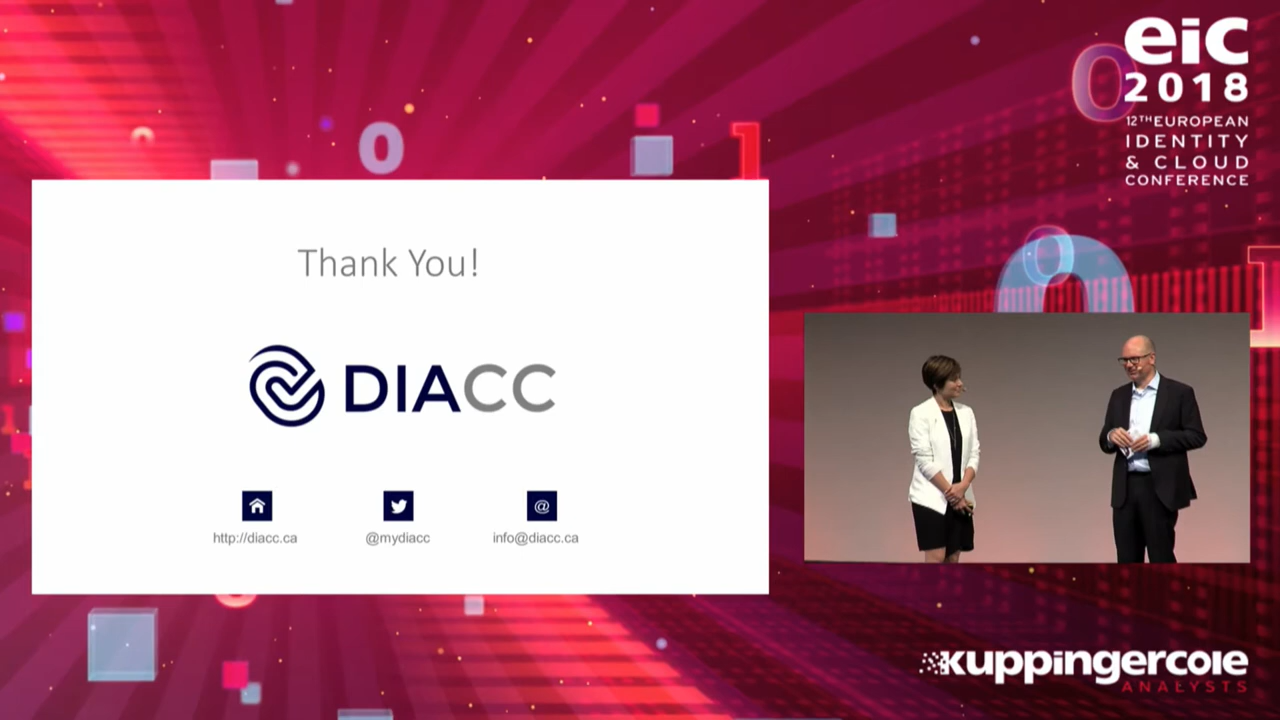 eic
2018
12TH EUROPEAN
IDENTITY
& CLOUD
CONFERENCE
Thank You!
DIACC
http://diacc.ca
@mydiacc
info@diacc.ca
kuppingercole
ANALYSTS